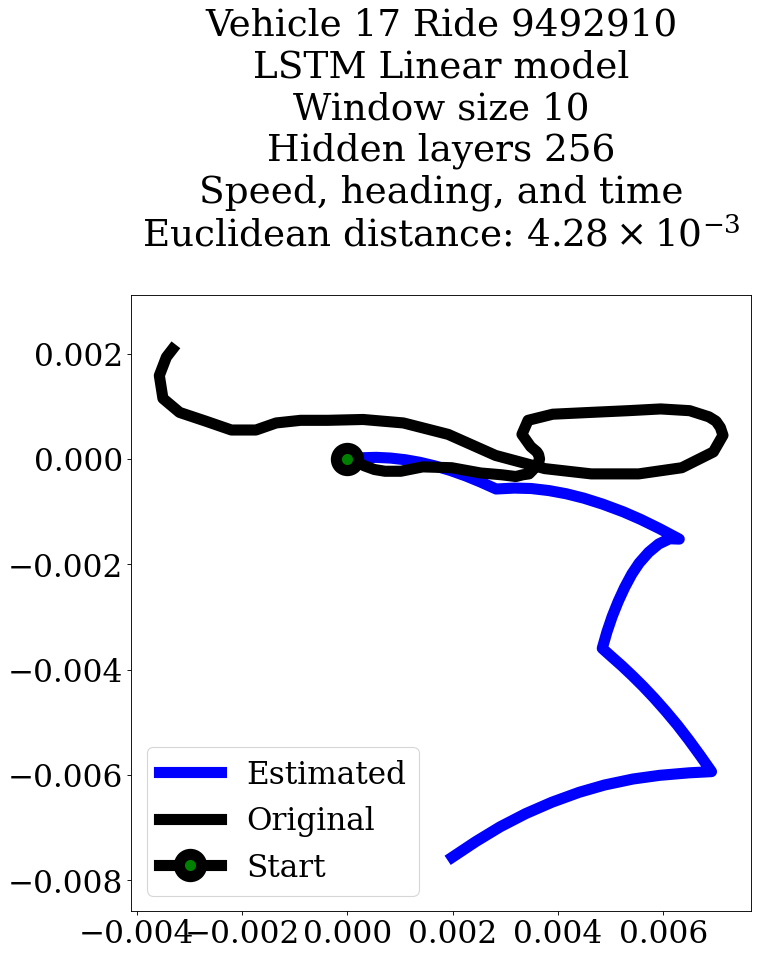 Vehicle 17 Ride 9492910
LSTM Linear model
Window size 10
Hidden layers 256
Speed, heading, and time
Euclidean distance: 4.28 × 10⁻³
0.002
0.000
−0.002
−0.004
−0.006
−0.008
Estimated
Original
Start
−0.004 −0.002 0.000 0.002 0.004 0.006